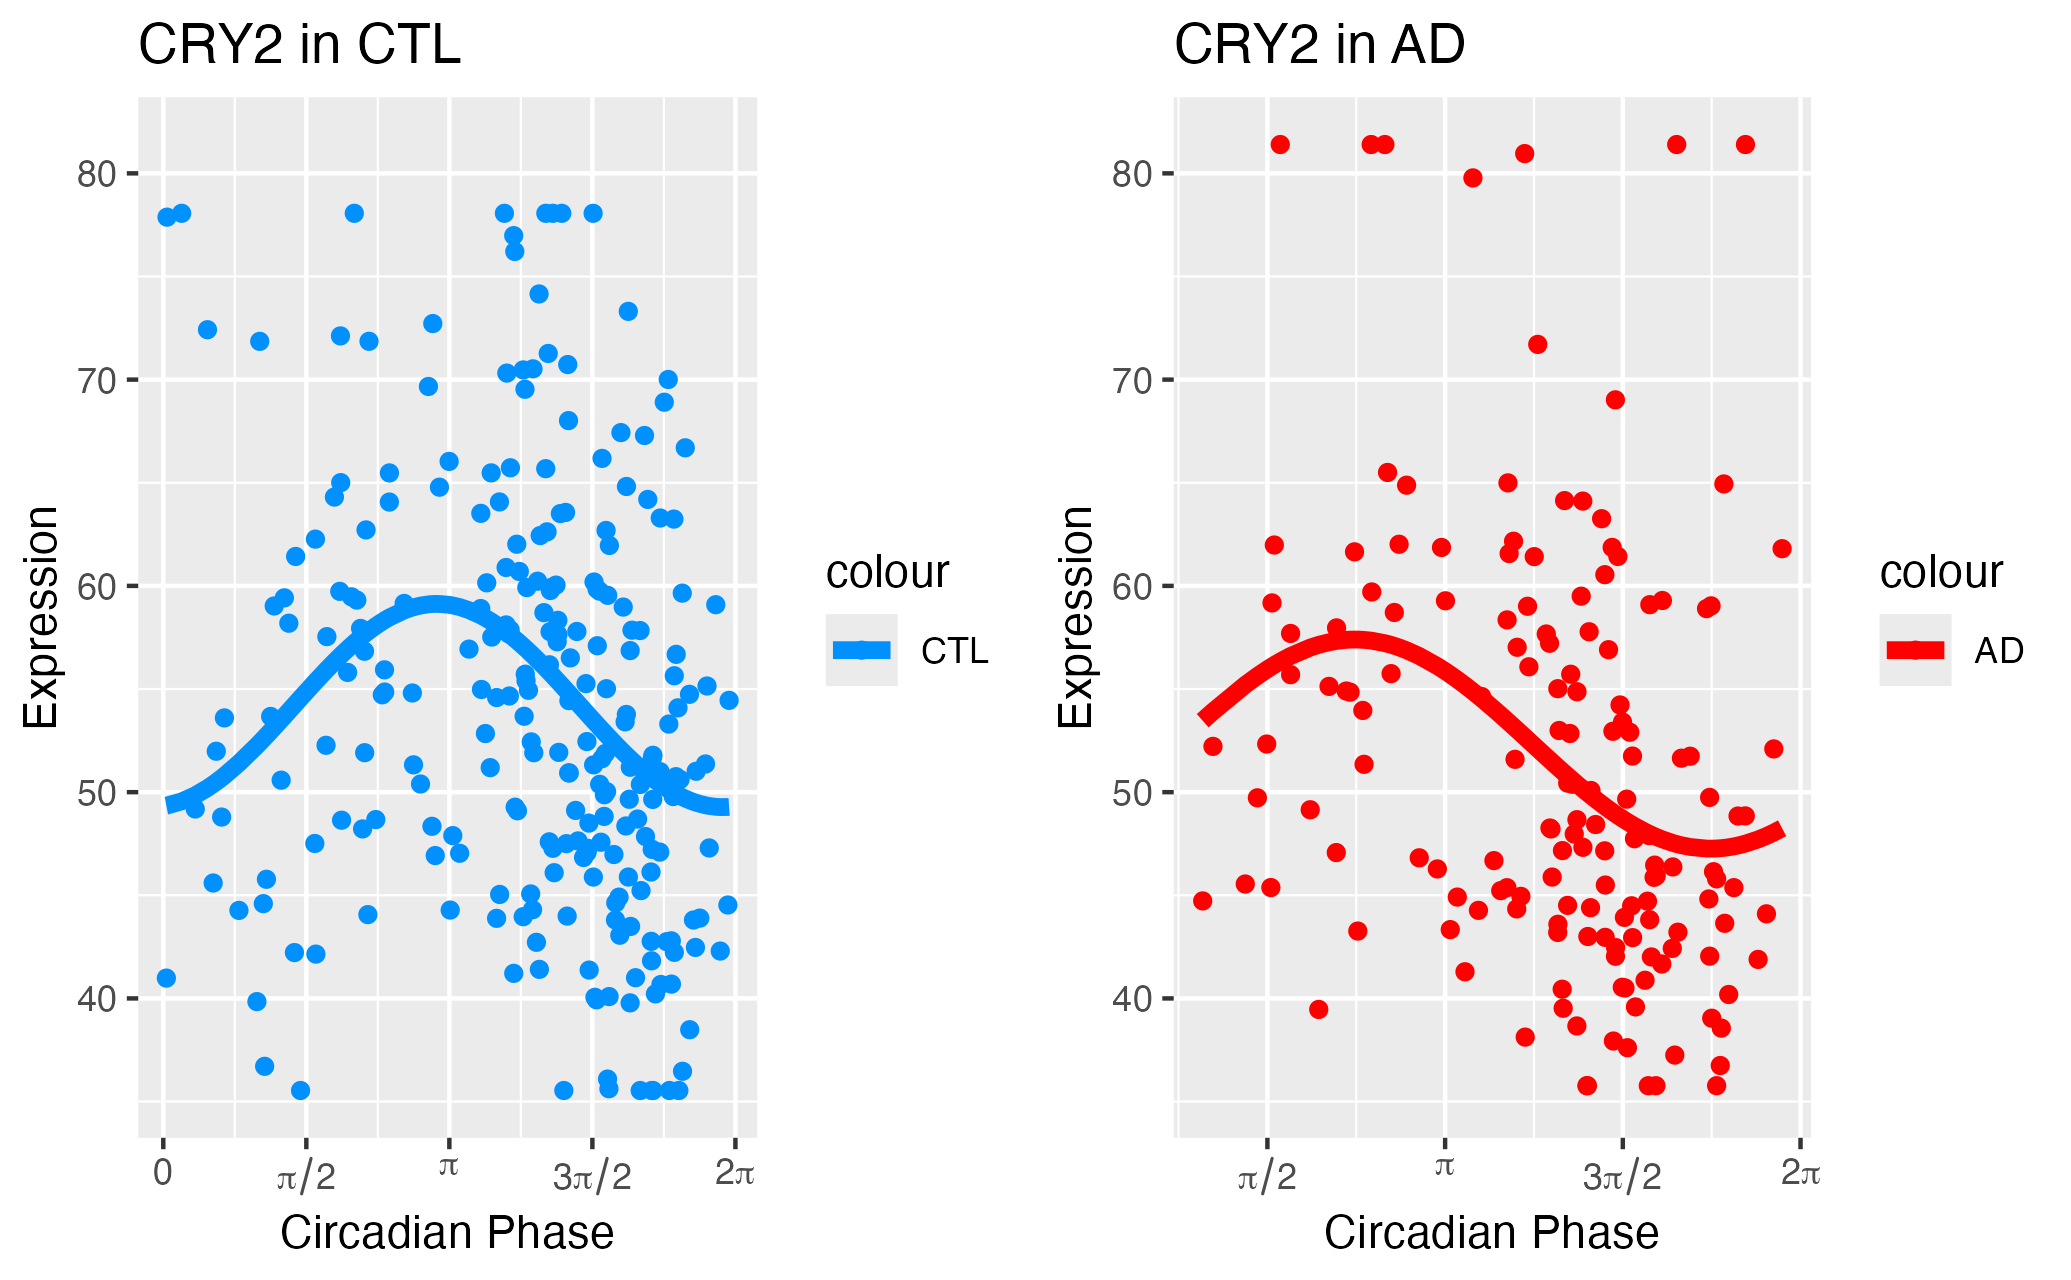 CRY2 in CTL
80
70
60
50
40
Expression
0
π/2
π
3π/2
2π
Circadian Phase
colour
CTL
CRY2 in AD
80
70
60
50
40
Expression
π/2
π
3π/2
2π
Circadian Phase
colour
AD